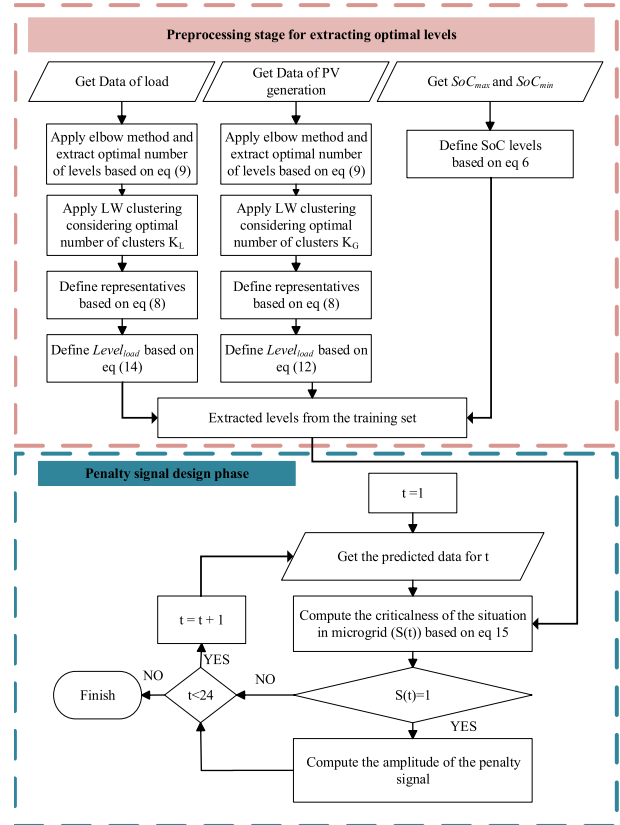 Preprocessing stage for extracting optimal levels
Get Data of load
Get Data of PV
generation
Get SoCmax and SoCmin
Apply elbow method and
extract optimal number
of levels based on eq (9)
Apply elbow method and
extract optimal number
of levels based on eq (9)
Define SoC levels
based on eq 6
Apply LW clustering
considering optimal
number of clusters KL
Apply LW clustering
considering optimal
number of clusters KG
Define representatives
based on eq (8)
Define representatives
based on eq (8)
Define Levelload based on
eq (14)
Define Levelload based on
eq (12)
Extracted levels from the training set
Penalty signal design phase
t =1
Get the predicted data for t
t = t + 1
Compute the criticalness of the situation
in microgrid (S(t)) based on eq 15
YES
NO
NO
Finish
t<24
S(t)=1
YES
Compute the amplitude of the penalty
signal